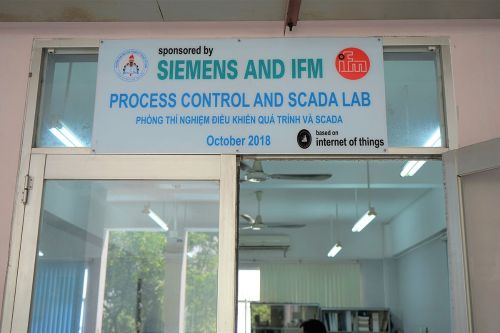 sponsored by
SIEMENS AND IFM
ifm
PROCESS CONTROL AND SCADA LAB
PHÒNG THÍ NGHIỆM ĐIỀU KHIỂN QUÁ TRÌNH VÀ SCADA
October 2018
based on
internet of things